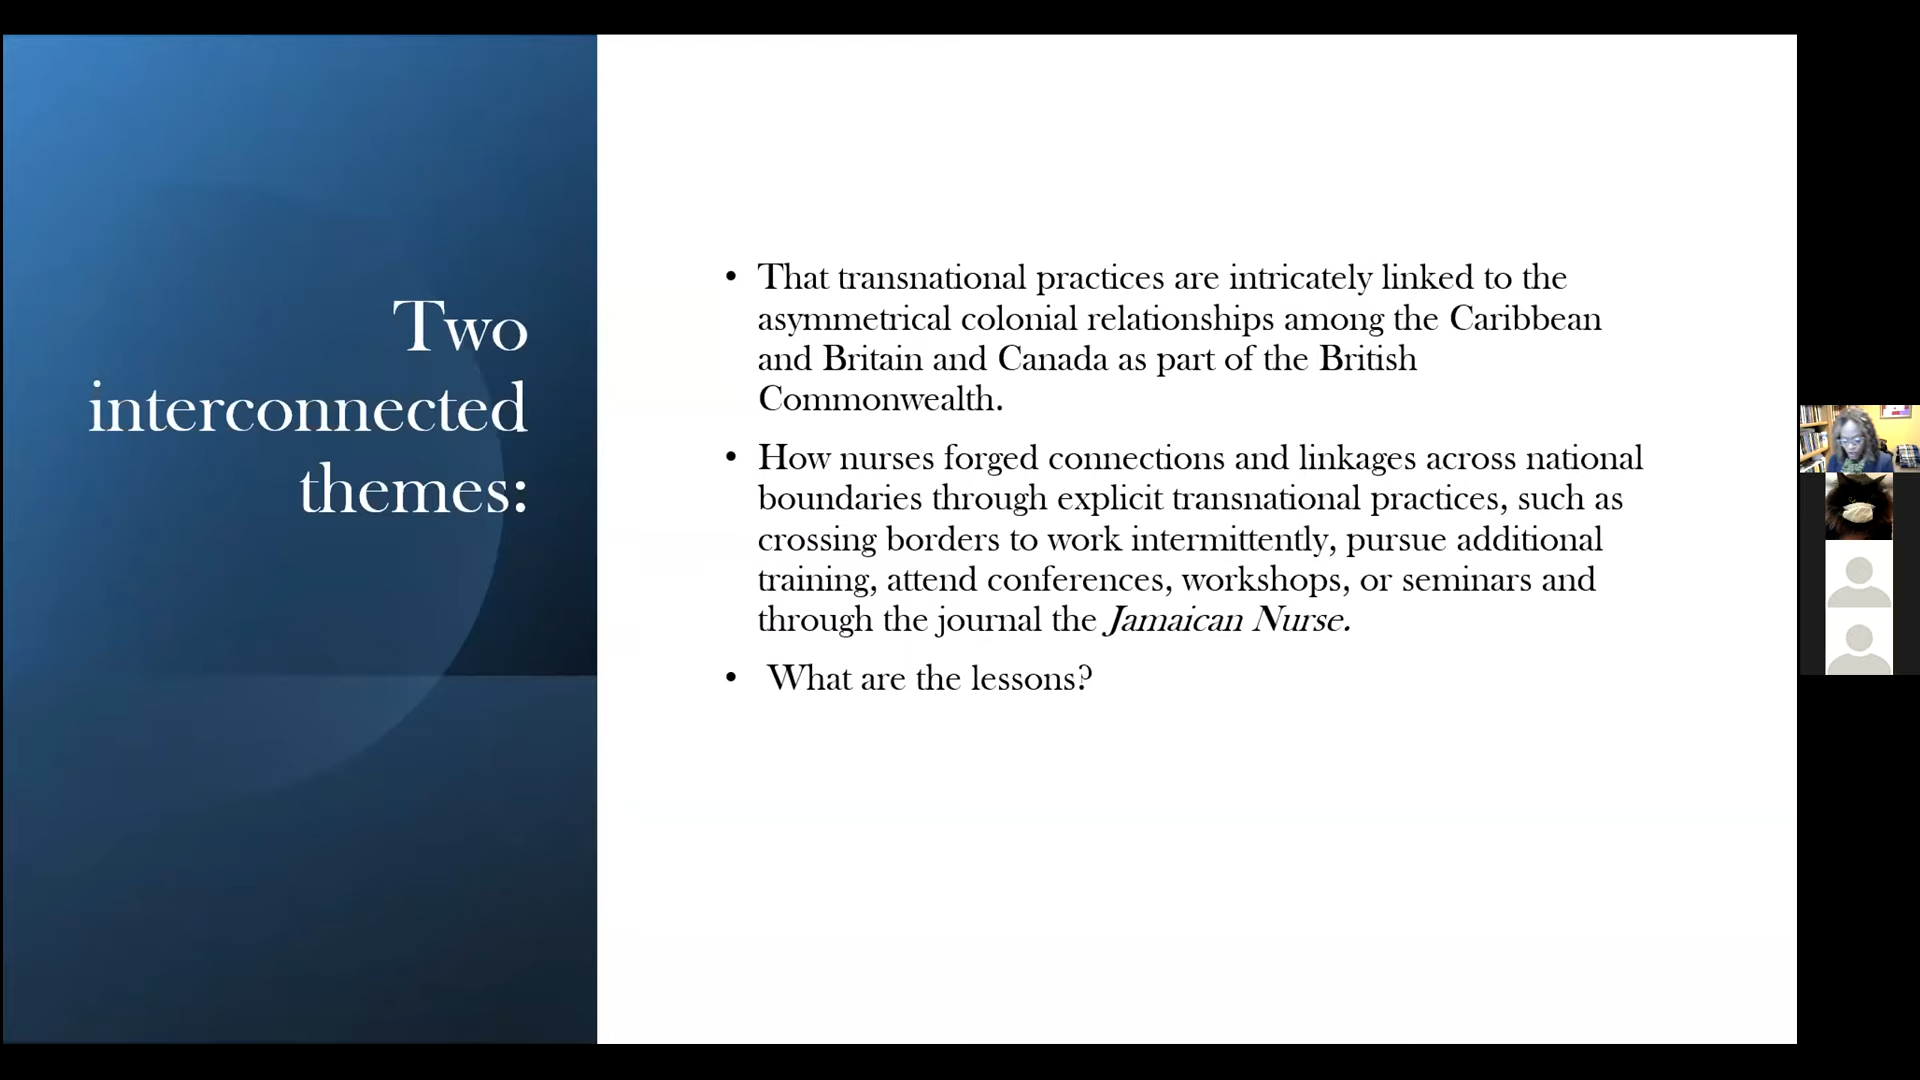 Two
interconnected
themes:
• That transnational practices are intricately linked to the
asymmetrical colonial relationships among the Caribbean
and Britain and Canada as part of the British
Commonwealth.
• How nurses forged connections and linkages across national
boundaries through explicit transnational practices, such as
crossing borders to work intermittently, pursue additional
training, attend conferences, workshops, or seminars and
through the journal the Jamaican Nurse.
• What are the lessons?